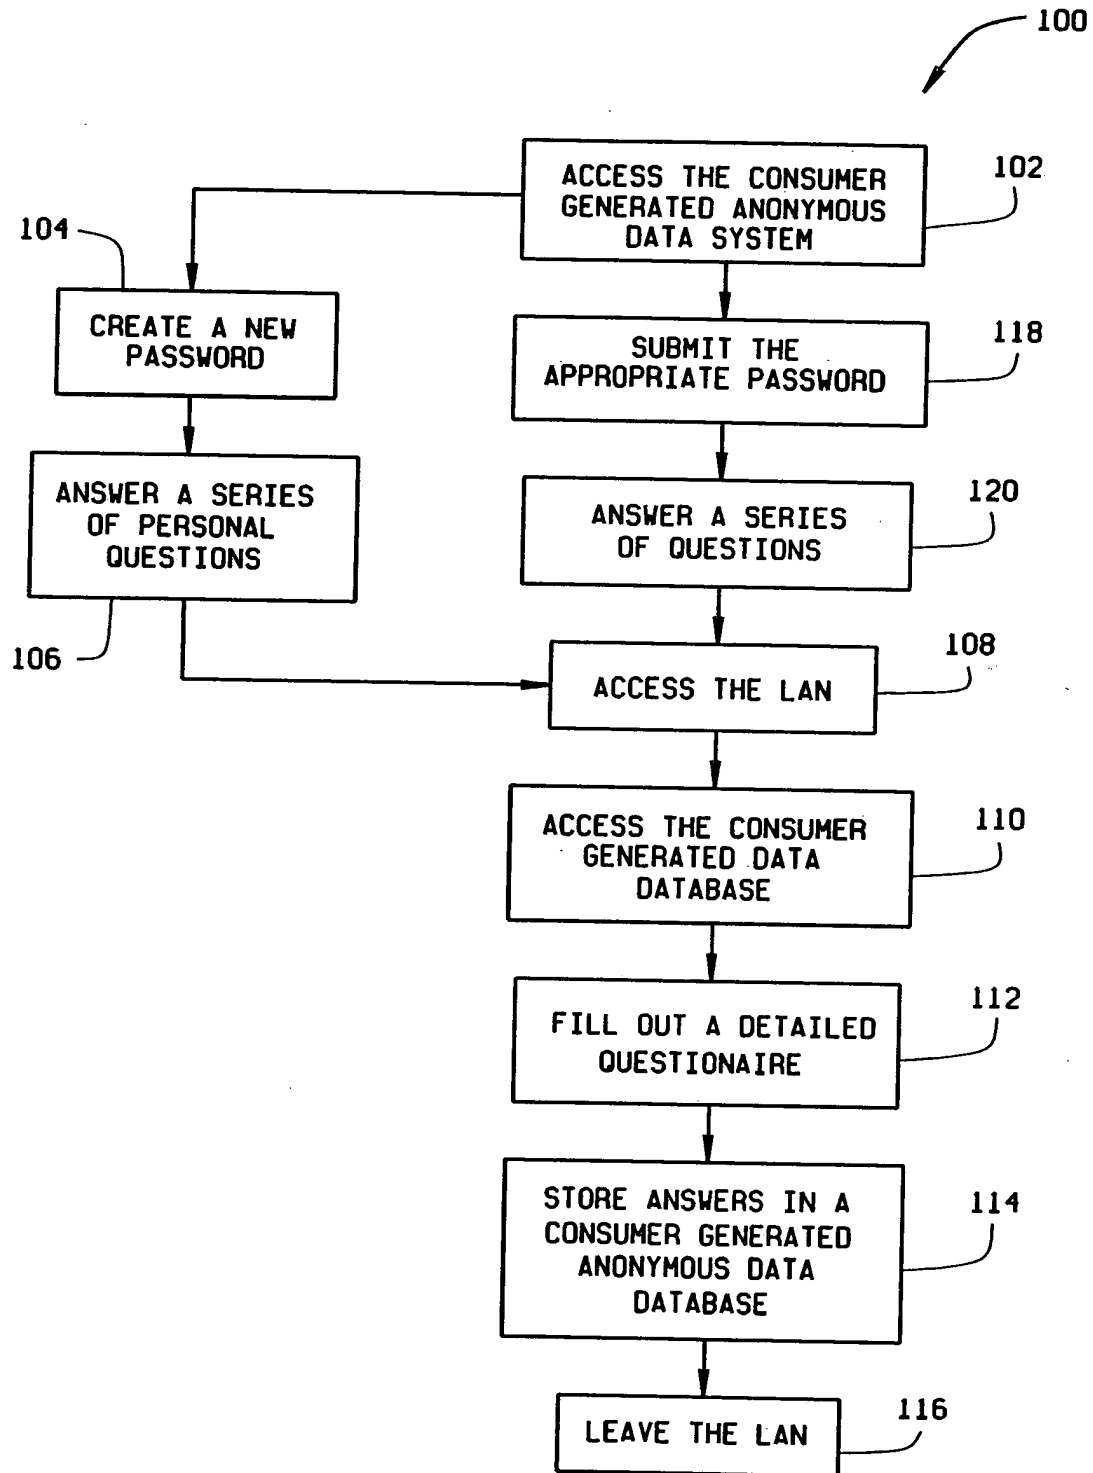 100
ACCESS THE CONSUMER
GENERATED ANONYMOUS
DATA SYSTEM
102
104
CREATE A NEW
PASSWORD
SUBMIT THE
APPROPRIATE PASSWORD
118
ANSWER A SERIES
OF PERSONAL
QUESTIONS
106
ANSWER A SERIES
OF QUESTIONS
120
ACCESS THE LAN
108
ACCESS THE CONSUMER
GENERATED DATA
DATABASE
110
FILL OUT A DETAILED
QUESTIONAIRE
112
STORE ANSWERS IN A
CONSUMER GENERATED
ANONYMOUS DATA
DATABASE
114
LEAVE THE LAN
116